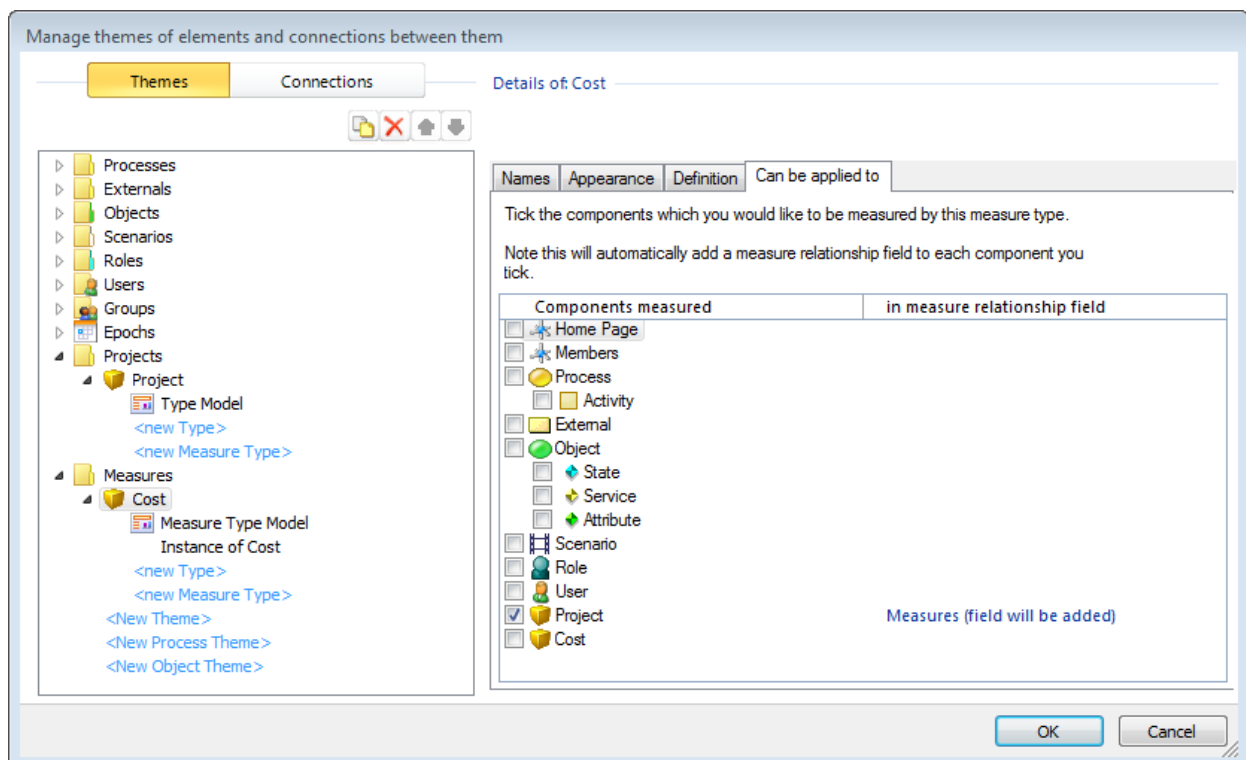 Manage themes of elements and connections between them
Themes
Connections
Processes
Externals
Objects
Scenarios
Roles
Users
Groups
Epochs
Projects
Project
Type Model
<new Type>
<new Measure Type>
Measures
Cost
Measure Type Model
Instance of Cost
<new Type>
<new Measure Type>
<New Theme>
<New Process Theme>
<New Object Theme>
Details of: Cost
Names Appearance Definition Can be applied to
Tick the components which you would like to be measured by this measure type.
Note this will automatically add a measure relationship field to each component you
tick.
Components measured in measure relationship field
Home Page
Members
Process
Activity
External
Object
State
Service
Attribute
Scenario
Role
User
Project Measures (field will be added)
Cost
OK Cancel